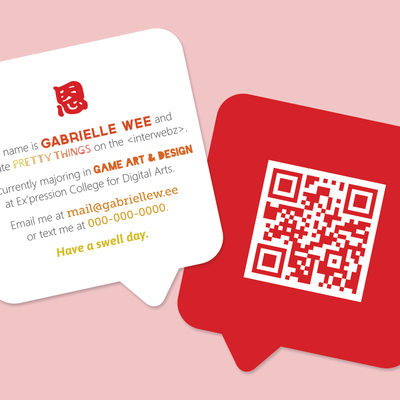 恩
name is GABRIELLE WEE and
ate PRETTY THINGS on the <interwebz>.
currently majoring in GAME ART & DESIGN
at Ex'pression College for Digital Arts.
Email me at mail@gabriellew.ee
or text me at 000-000-0000.
Have a swell day.